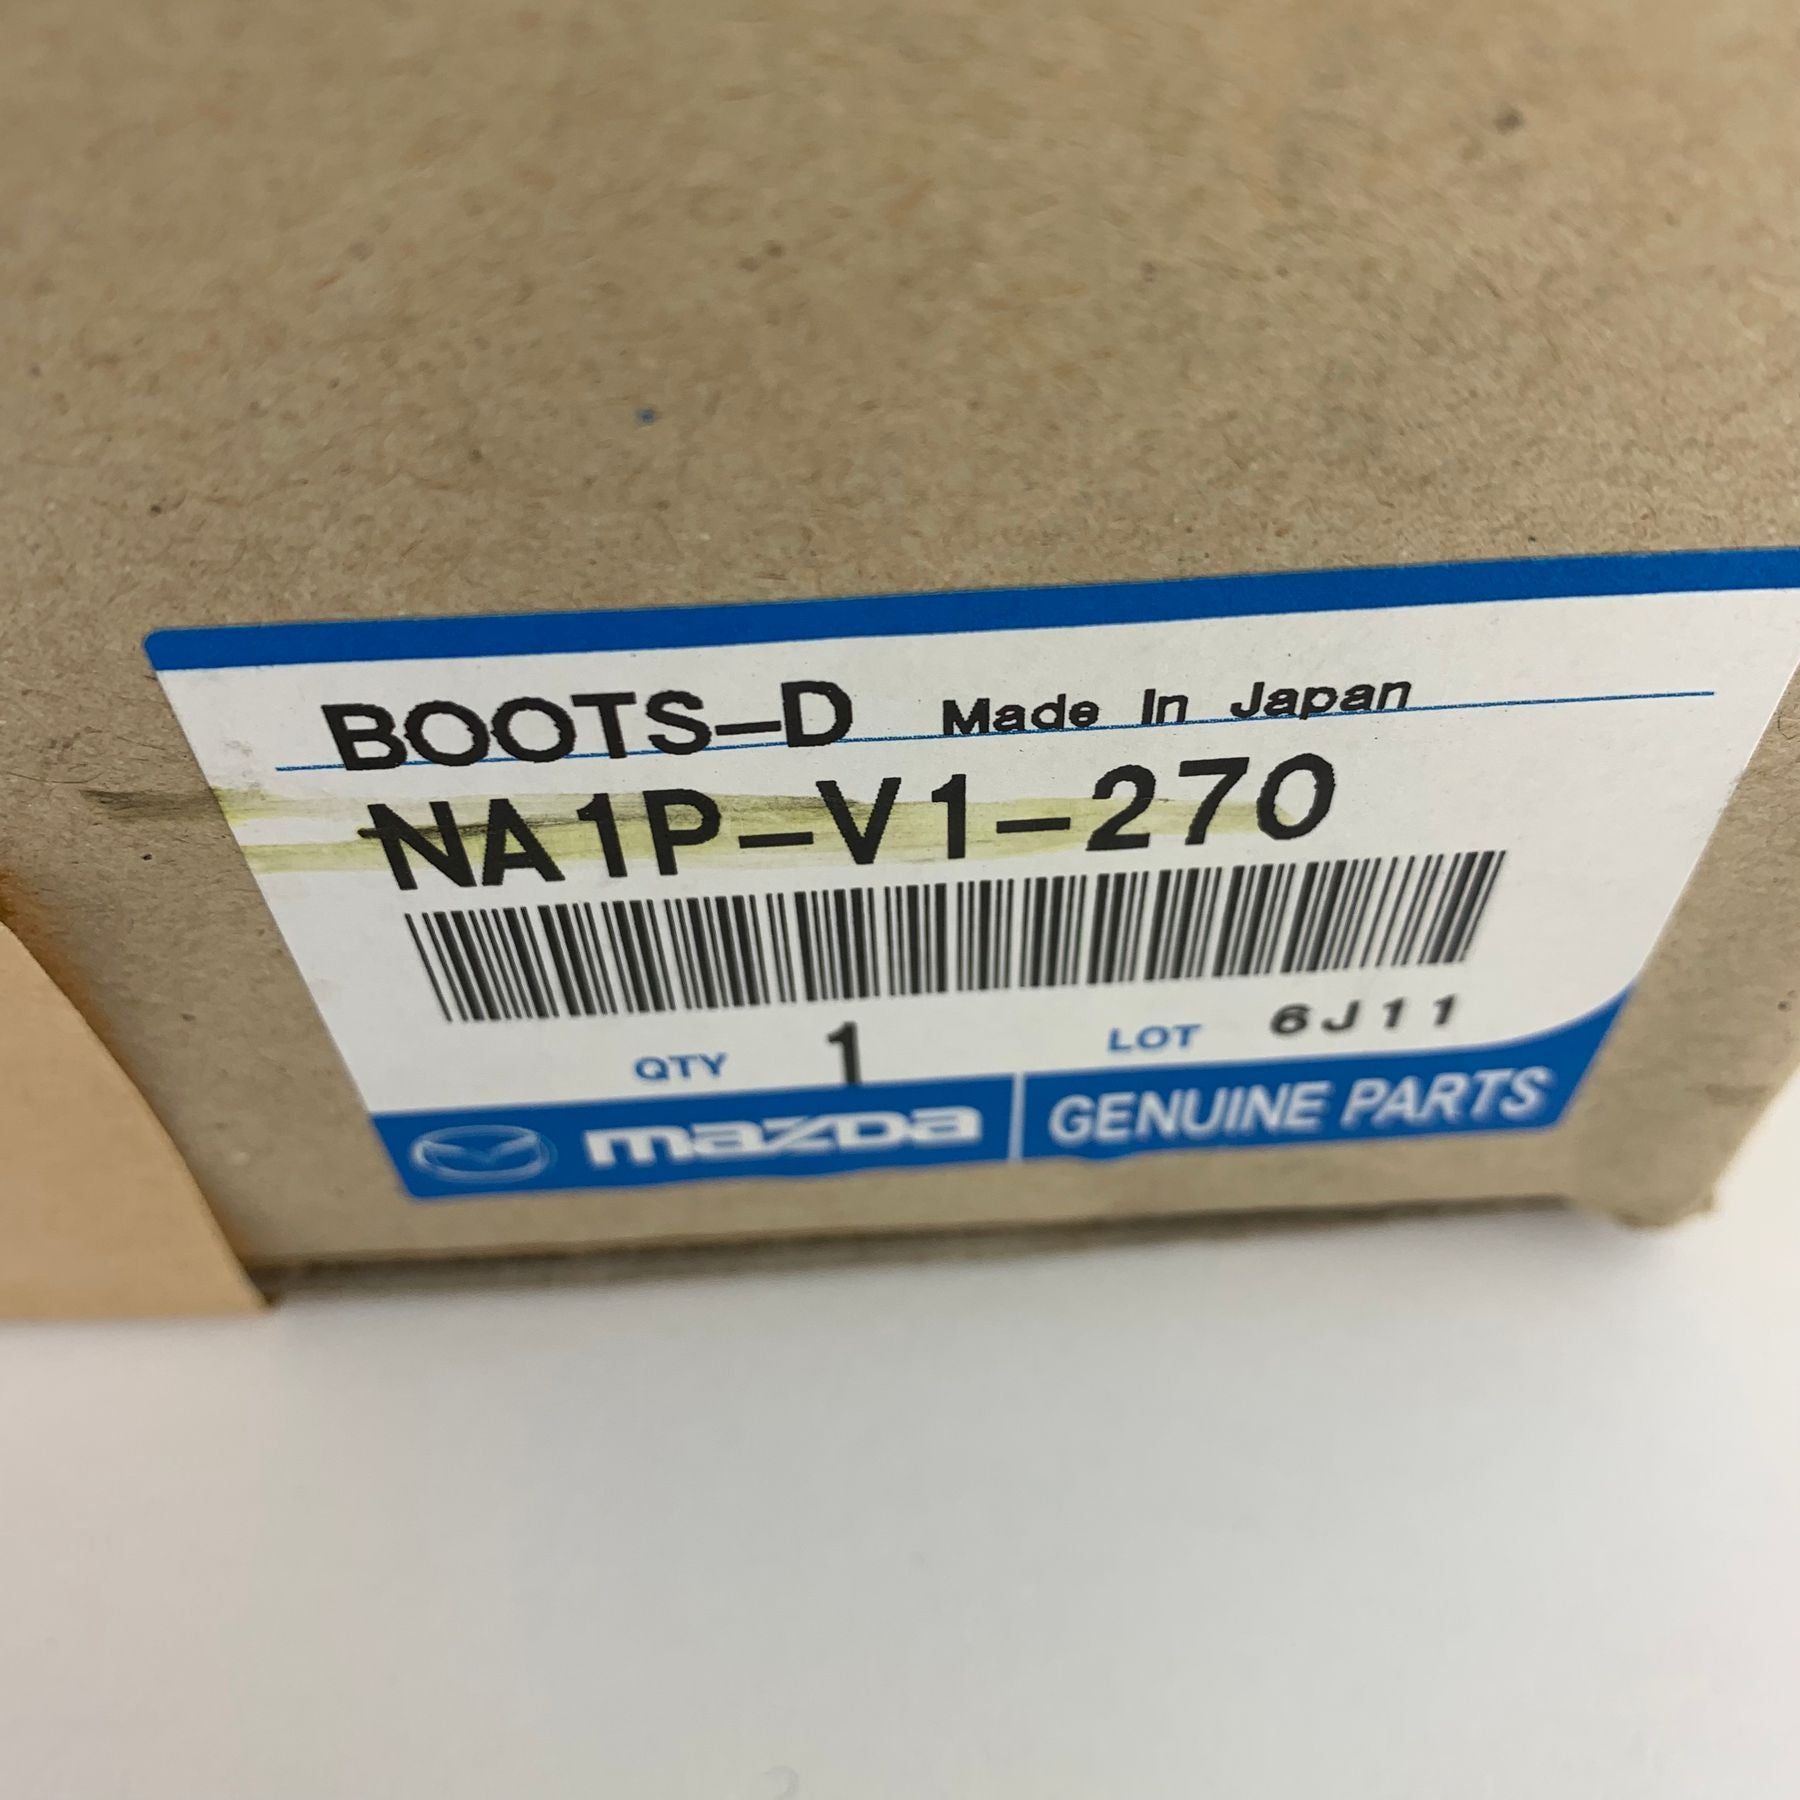 BOOTS-D Made In Japan
NA1P-V1-270
QTY 1 LOT 6J11
mazda GENUINE PARTS